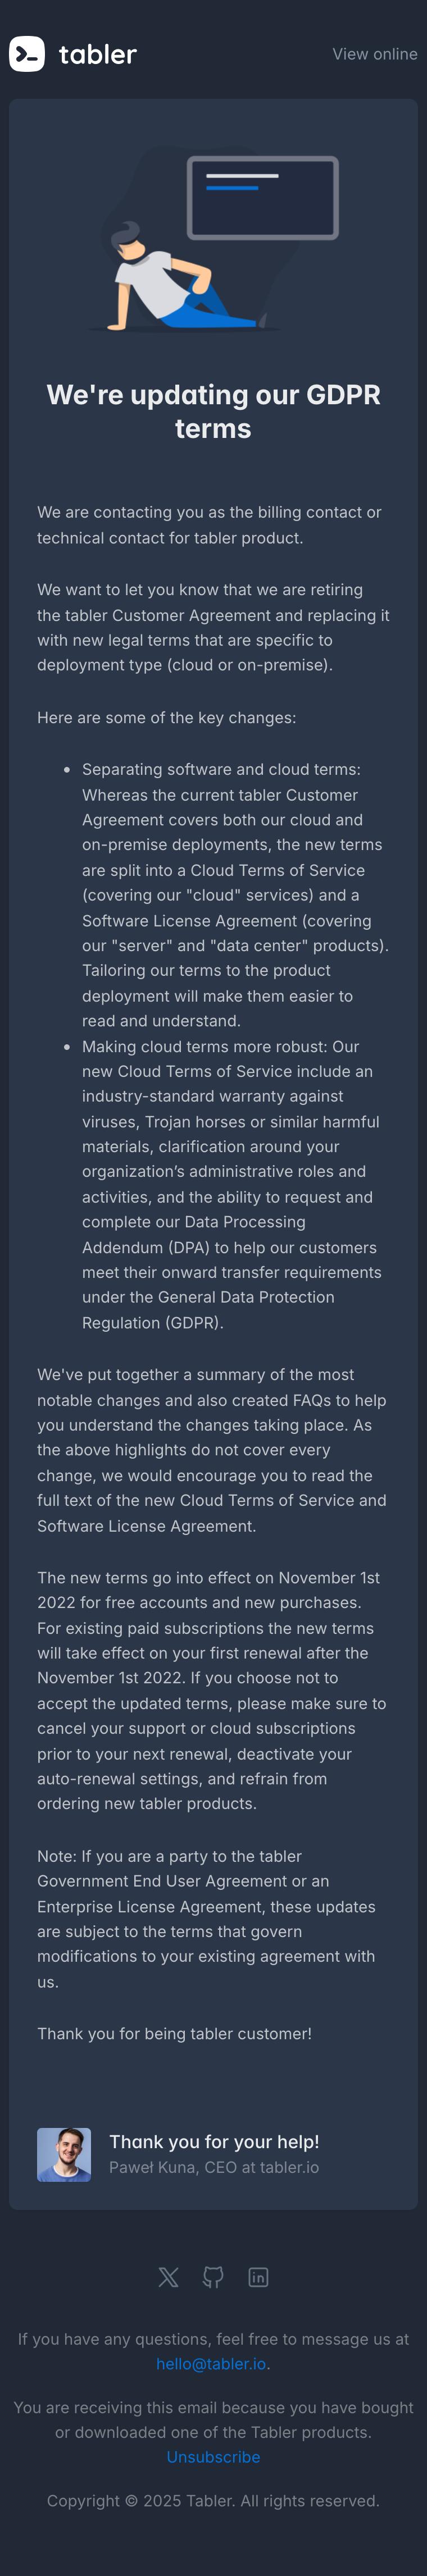 tabler
View online
We're updating our GDPR
terms
We are contacting you as the billing contact or
technical contact for tabler product.
We want to let you know that we are retiring
the tabler Customer Agreement and replacing it
with new legal terms that are specific to
deployment type (cloud or on-premise).
Here are some of the key changes:
• Separating software and cloud terms:
Whereas the current tabler Customer
Agreement covers both our cloud and
on-premise deployments, the new terms
are split into a Cloud Terms of Service
(covering our "cloud" services) and a
Software License Agreement (covering
our "server" and "data center" products).
Tailoring our terms to the product
deployment will make them easier to
read and understand.
• Making cloud terms more robust: Our
new Cloud Terms of Service include an
industry-standard warranty against
viruses, Trojan horses or similar harmful
materials, clarification around your
organization’s administrative roles and
activities, and the ability to request and
complete our Data Processing
Addendum (DPA) to help our customers
meet their onward transfer requirements
under the General Data Protection
Regulation (GDPR).
We've put together a summary of the most
notable changes and also created FAQs to help
you understand the changes taking place. As
the above highlights do not cover every
change, we would encourage you to read the
full text of the new Cloud Terms of Service and
Software License Agreement.
The new terms go into effect on November 1st
2022 for free accounts and new purchases.
For existing paid subscriptions the new terms
will take effect on your first renewal after the
November 1st 2022. If you choose not to
accept the updated terms, please make sure to
cancel your support or cloud subscriptions
prior to your next renewal, deactivate your
auto-renewal settings, and refrain from
ordering new tabler products.
Note: If you are a party to the tabler
Government End User Agreement or an
Enterprise License Agreement, these updates
are subject to the terms that govern
modifications to your existing agreement with
us.
Thank you for being tabler customer!
Thank you for your help!
Paweł Kuna, CEO at tabler.io
If you have any questions, feel free to message us at
hello@tabler.io.
You are receiving this email because you have bought
or downloaded one of the Tabler products.
Unsubscribe
Copyright © 2025 Tabler. All rights reserved.